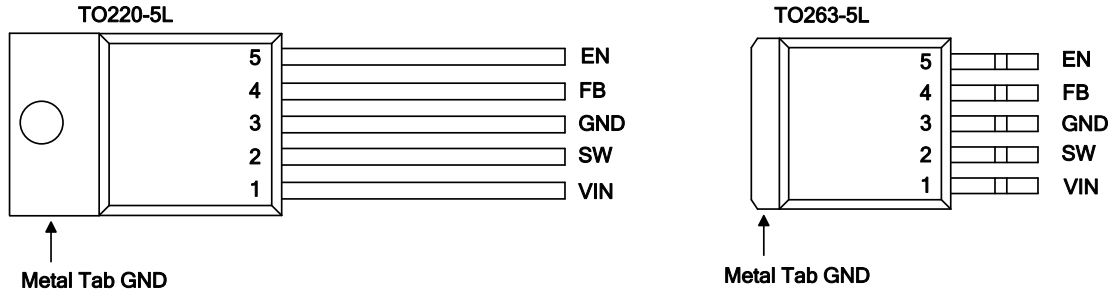 TO220-5L
5 EN
4 FB
3 GND
2 SW
1 VIN
Metal Tab GND
TO263-5L
5 EN
4 FB
3 GND
2 SW
1 VIN
Metal Tab GND